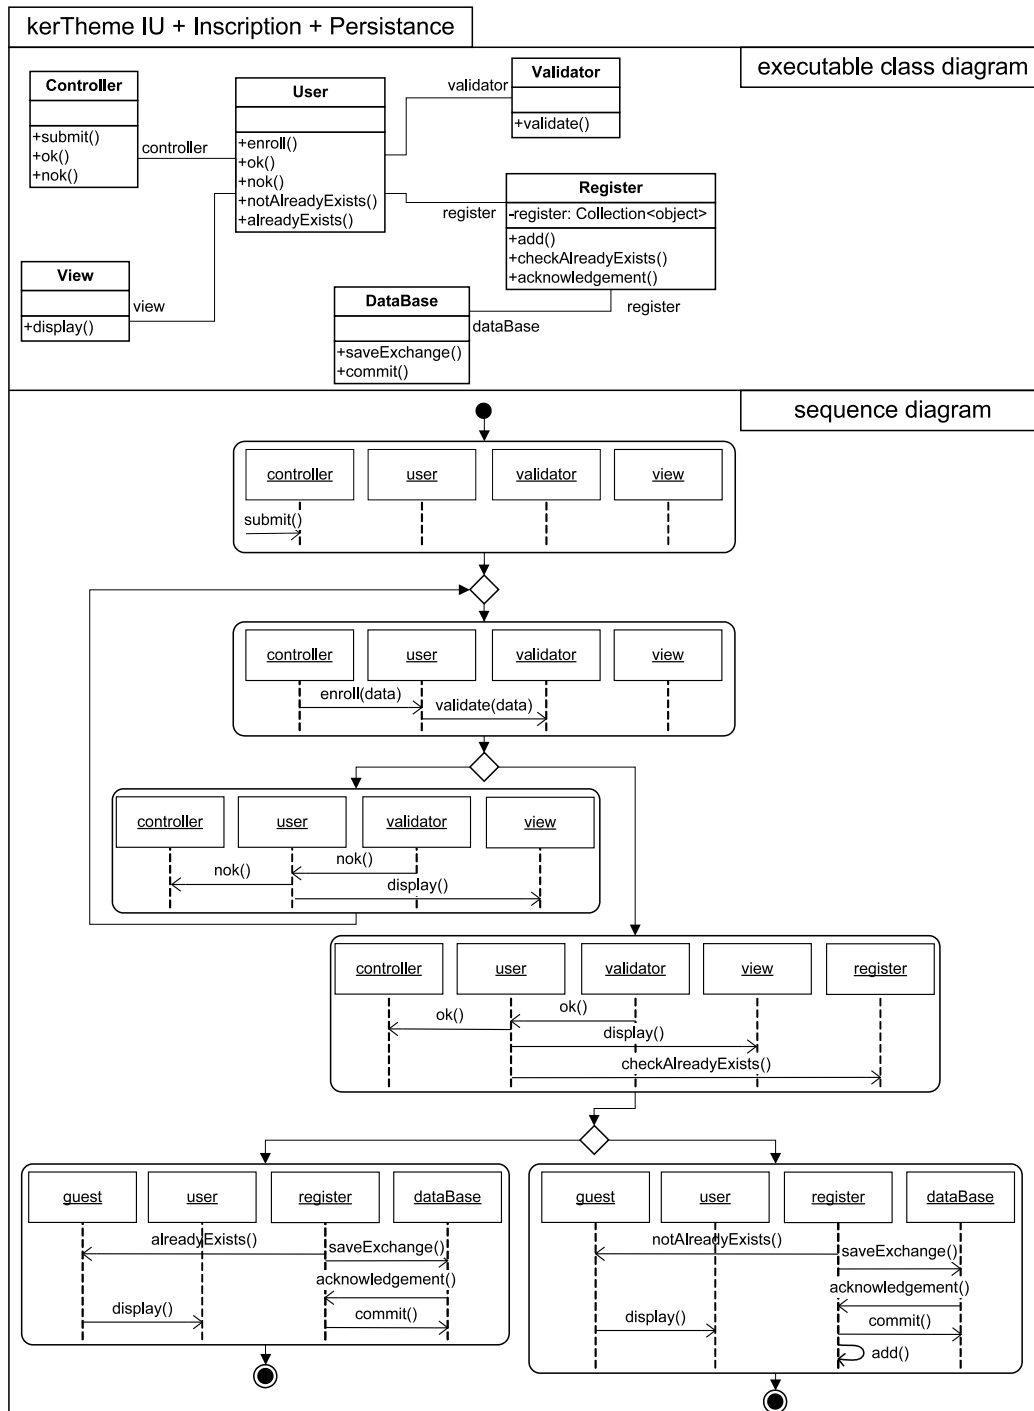 kerTheme IU + Inscription + Persistance
executable class diagram
Controller
+submit()
+ok()
+nok()
controller
User
+enroll()
+ok()
+nok()
+notAlreadyExists()
+alreadyExists()
validator
Validator
+validate()
register
Register
-register: Collection<object>
+add()
+checkAlreadyExists()
+acknowledgement()
View
+display()
view
DataBase
+saveExchange()
+commit()
dataBase
register
sequence diagram
controller user validator view
submit()
controller user validator view
enroll(data)
validate(data)
controller user validator view
nok()
nok()
display()
controller user validator view register
ok()
ok()
display()
checkAlreadyExists()
guest user register dataBase
alreadyExists()
saveExchange()
acknowledgement()
display()
commit()
guest user register dataBase
notAlreadyExists()
saveExchange()
acknowledgement()
display()
commit()
add()